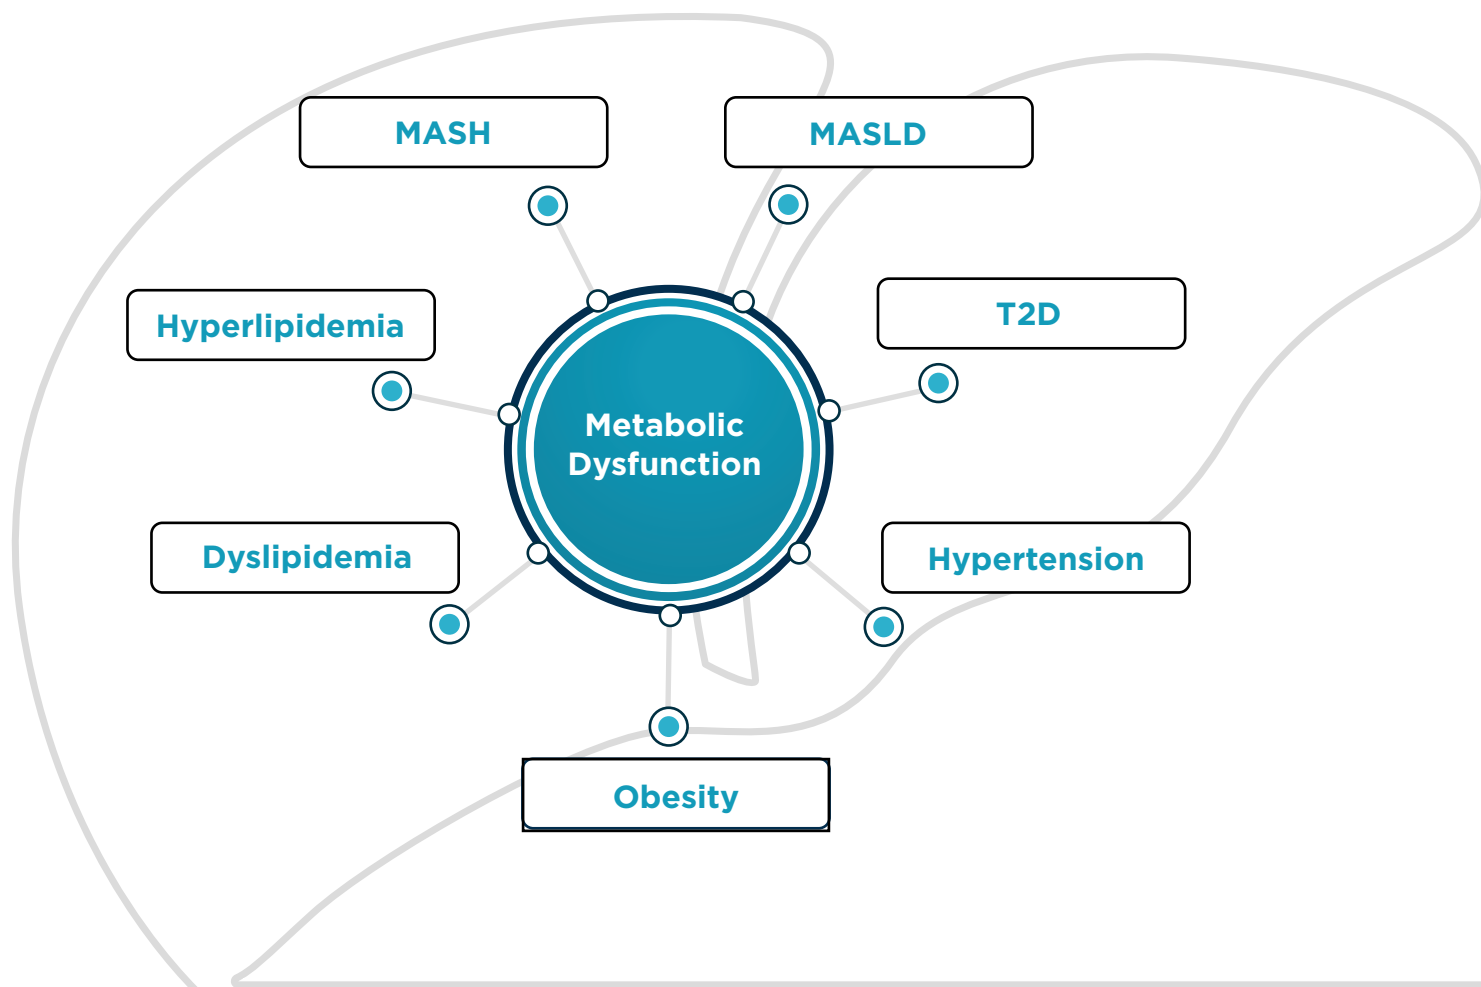 MASH
MASLD
Hyperlipidemia
T2D
Metabolic
Dysfunction
Dyslipidemia
Hypertension
Obesity